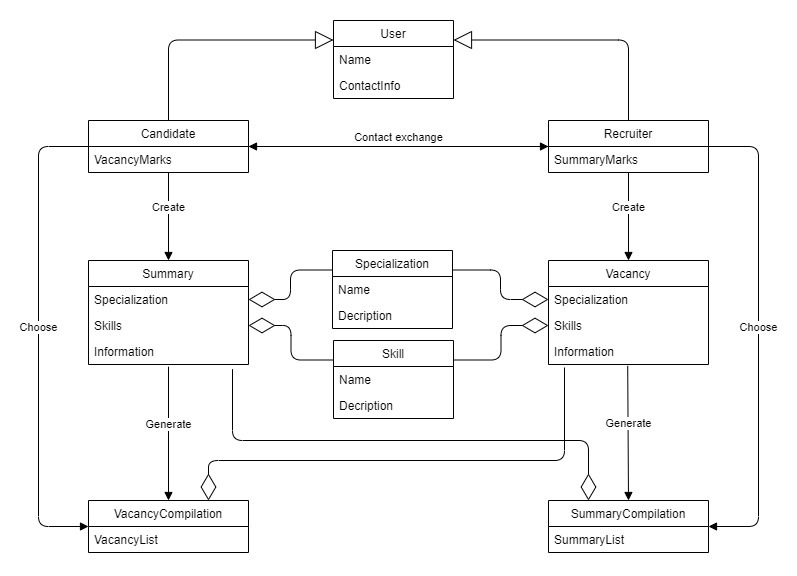 User
Name
ContactInfo
Candidate
VacancyMarks
Contact exchange
Recruiter
SummaryMarks
Create
Create
Summary
Specialization
Skills
Information
Specialization
Name
Decription
Vacancy
Specialization
Skills
Information
Choose
Choose
Skill
Name
Decription
Generate
Generate
VacancyCompilation
VacancyList
SummaryCompilation
SummaryList